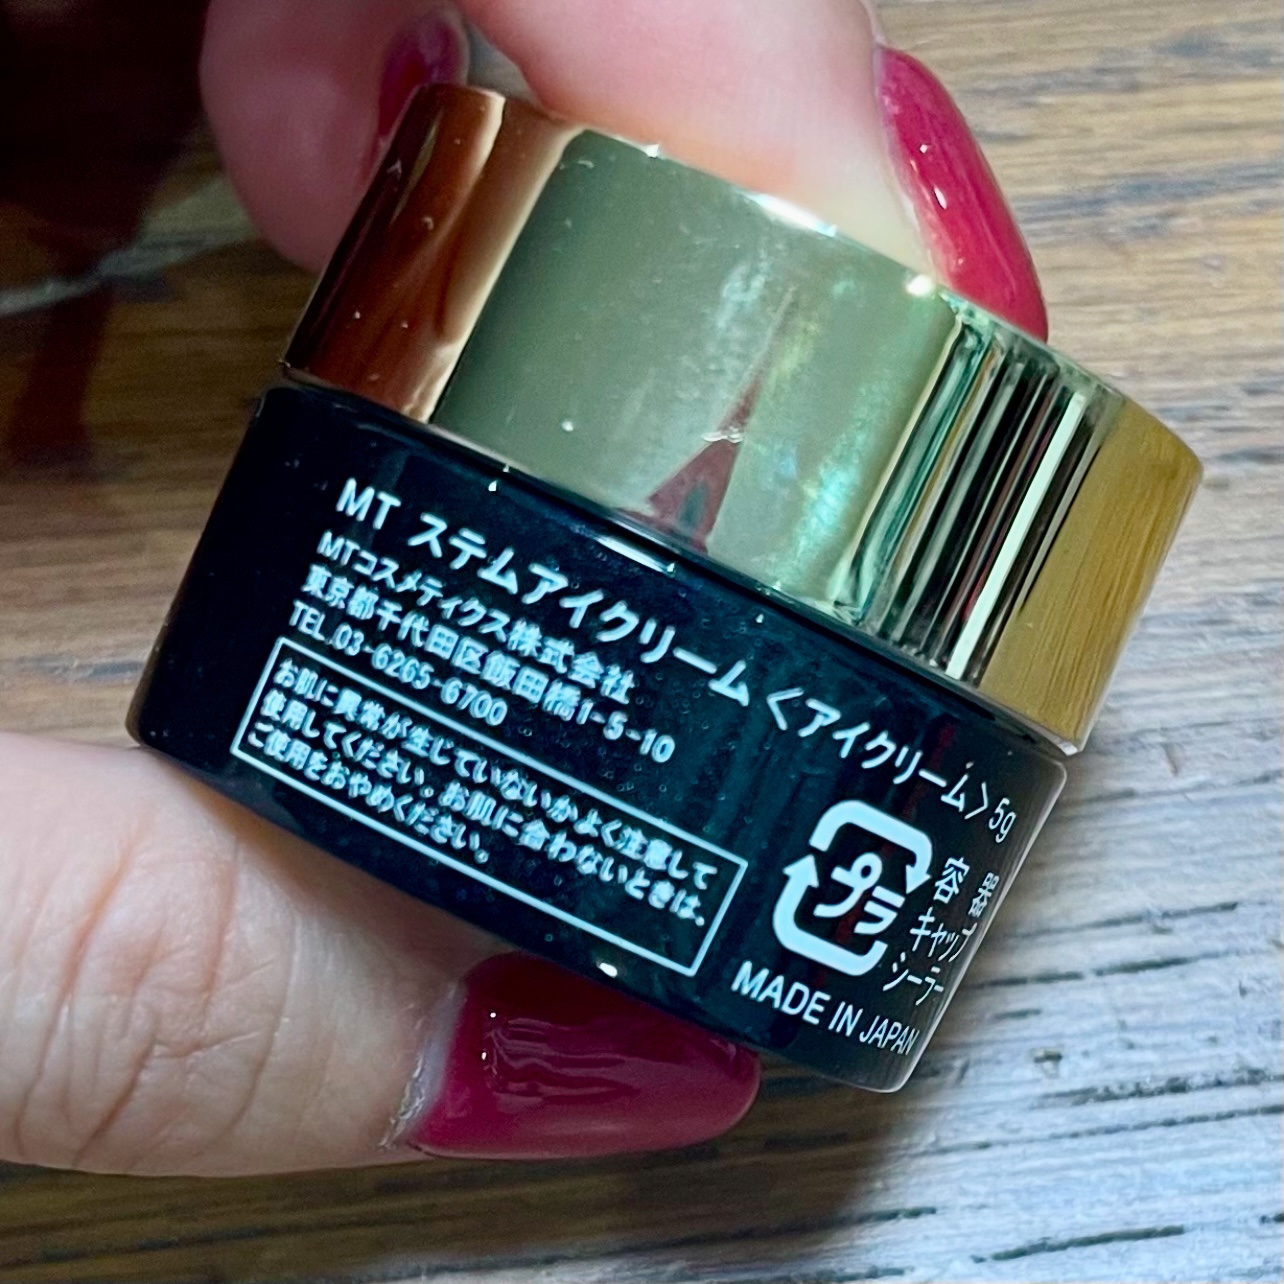 MT ステムアイクリーム 〈アイクリーム〉 5g
MTコスメティクス株式会社
東京都千代田区飯田橋1-5-10
TEL.03-6265-6700
お肌に異常が生じていないかよく注意して
使用してください。お肌に合わないときは、
ご使用をおやめください。
プラ
容器
キャップ
シーラー
MADE IN JAPAN